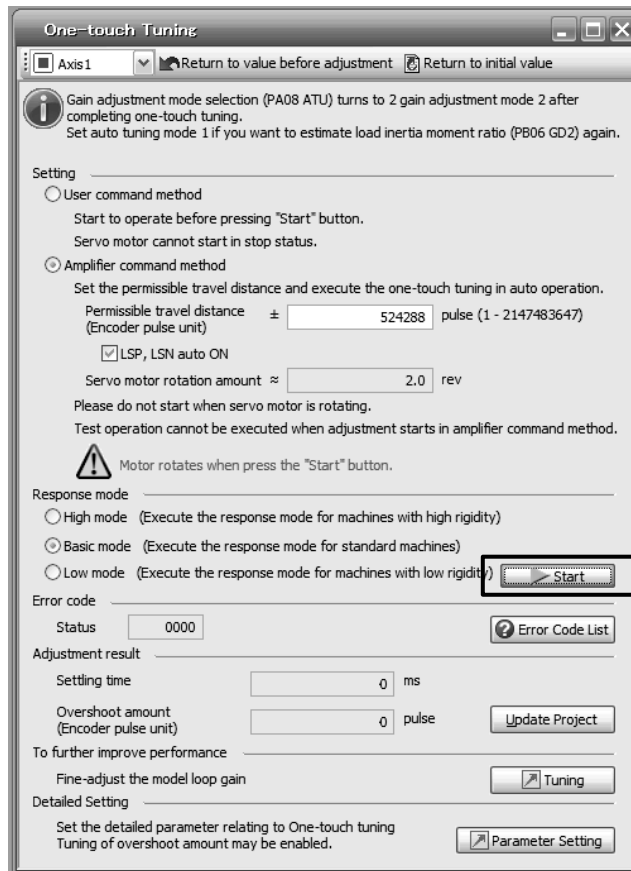 One-touch Tuning
Axis1 Return to value before adjustment Return to initial value
Gain adjustment mode selection (PA08 ATU) turns to 2 gain adjustment mode 2 after
completing one-touch tuning.
Set auto tuning mode 1 if you want to estimate load inertia moment ratio (PB06 GD2) again.
Setting
User command method
Start to operate before pressing "Start" button.
Servo motor cannot start in stop status.
Amplifier command method
Set the permissible travel distance and execute the one-touch tuning in auto operation.
Permissible travel distance
(Encoder pulse unit) ± 524288 pulse (1 - 2147483647)
LSP, LSN auto ON
Servo motor rotation amount ≈ 2.0 rev
Please do not start when servo motor is rotating.
Test operation cannot be executed when adjustment starts in amplifier command method.
Motor rotates when press the "Start" button.
Response mode
High mode (Execute the response mode for machines with high rigidity)
Basic mode (Execute the response mode for standard machines)
Low mode (Execute the response mode for machines with low rigidity) Start
Error code
Status 0000 Error Code List
Adjustment result
Settling time 0 ms
Overshoot amount
(Encoder pulse unit) 0 pulse Update Project
To further improve performance
Fine-adjust the model loop gain Tuning
Detailed Setting
Set the detailed parameter relating to One-touch tuning
Tuning of overshoot amount may be enabled. Parameter Setting